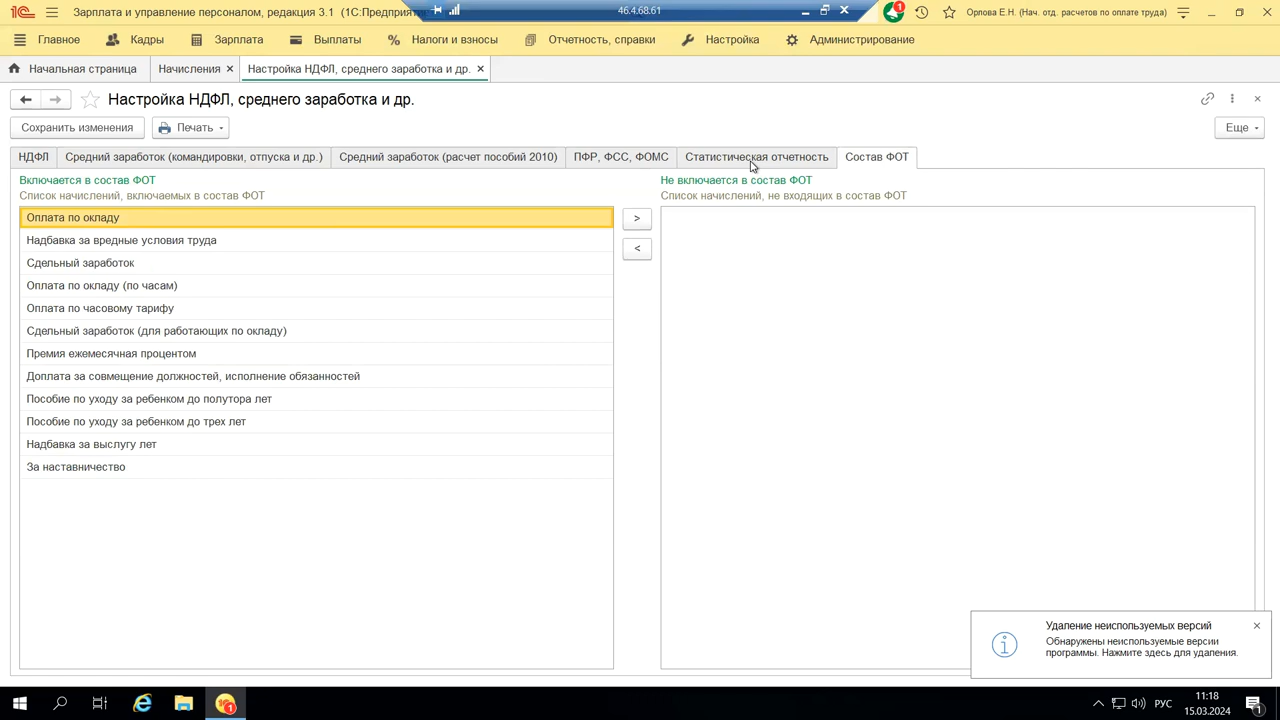 Зарплата и управление персоналом, редакция 3.1 (1С:Предприятие
46.4.68.61
1
Орлова Е.Н. (Нач. отд. расчетов по оплате труда)
Главное
Кадры
Зарплата
Выплаты
Налоги и взносы
Отчетность, справки
Настройка
Администрирование
Начальная страница
Начисления
Настройка НДФЛ, среднего заработка и др.
Настройка НДФЛ, среднего заработка и др.
Сохранить изменения
Печать
Еще
НДФЛ
Средний заработок (командировки, отпуска и др.)
Средний заработок (расчет пособий 2010)
ПФР, ФСС, ФОМС
Статистическая отчетность
Состав ФОТ
Включается в состав ФОТ
Список начислений, включаемых в состав ФОТ
Оплата по окладу
Надбавка за вредные условия труда
Сдельный заработок
Оплата по окладу (по часам)
Оплата по часовому тарифу
Сдельный заработок (для работающих по окладу)
Премия ежемесячная процентом
Доплата за совмещение должностей, исполнение обязанностей
Пособие по уходу за ребенком до полутора лет
Пособие по уходу за ребенком до трех лет
Надбавка за выслугу лет
За наставничество
>
<
Не включается в состав ФОТ
Список начислений, не входящих в состав ФОТ
Удаление неиспользуемых версий
Обнаружены неиспользуемые версии
программы. Нажмите здесь для удаления.
1
РУС
11:18
15.03.2024
1